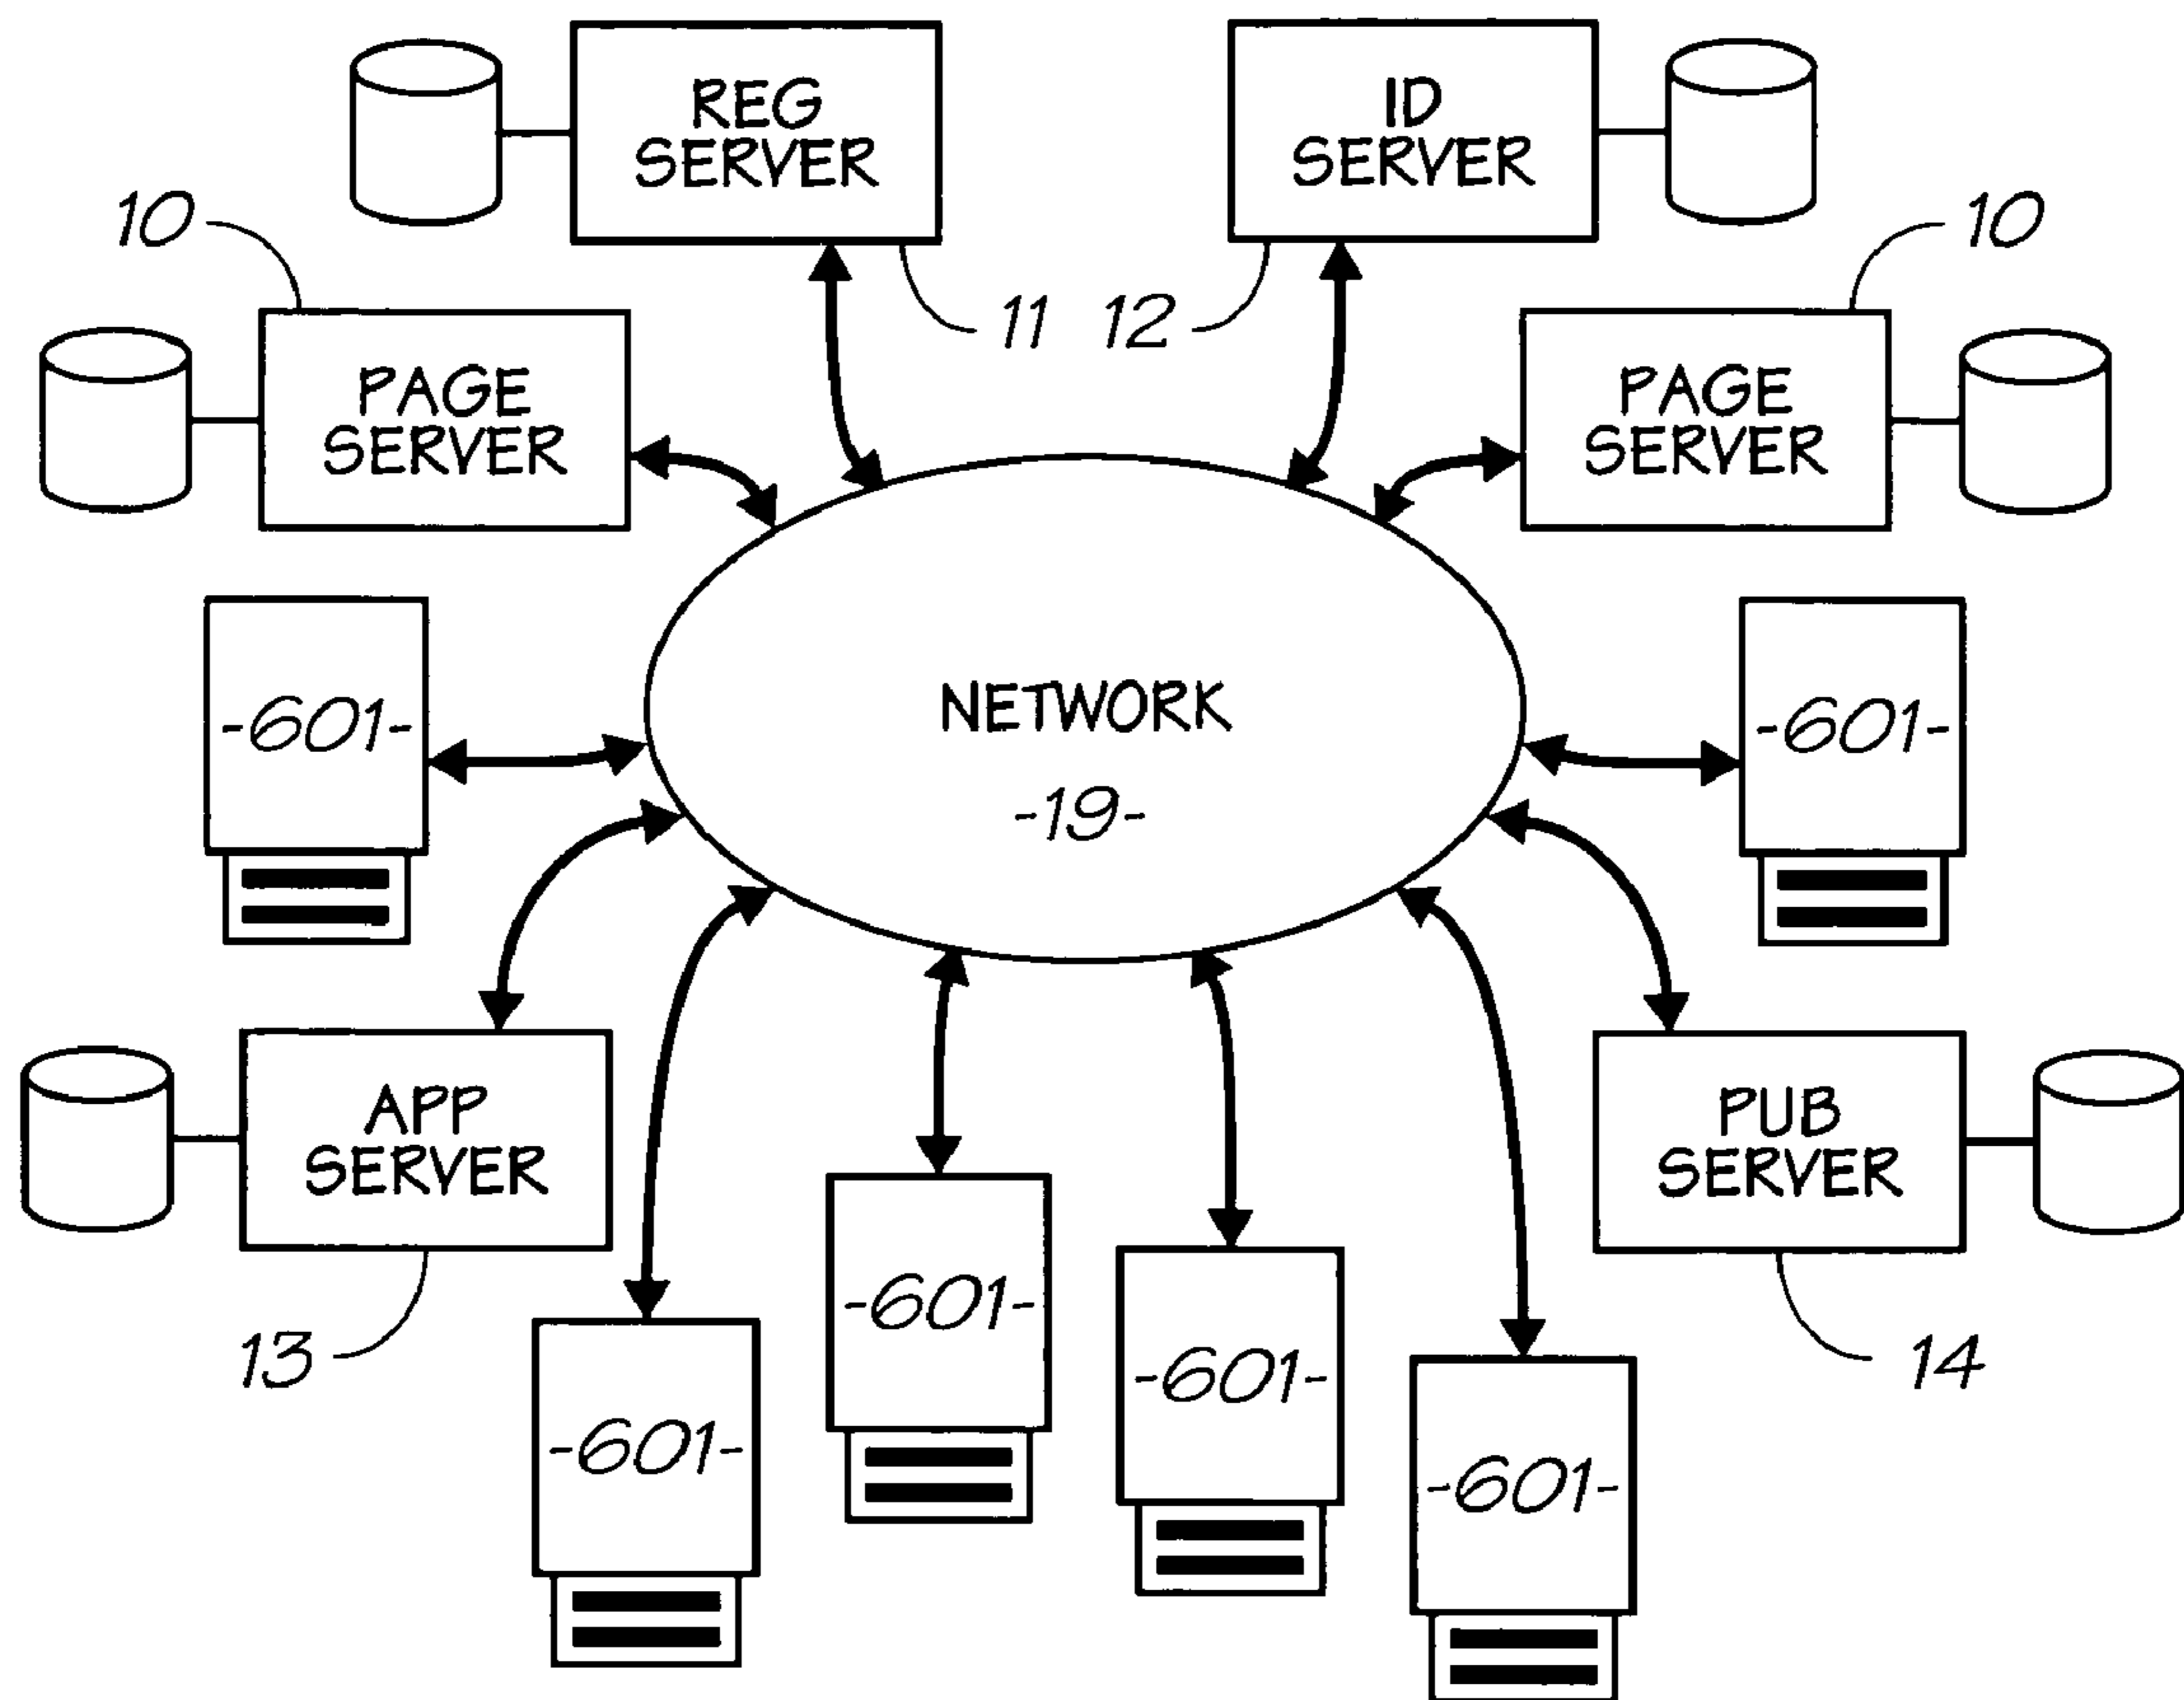 REG
SERVER
ID
SERVER
10
10
11
12
PAGE
SERVER
PAGE
SERVER
-601-
NETWORK
-19-
-601-
APP
SERVER
PUB
SERVER
13
-601-
-601-
-601-
-601-
14